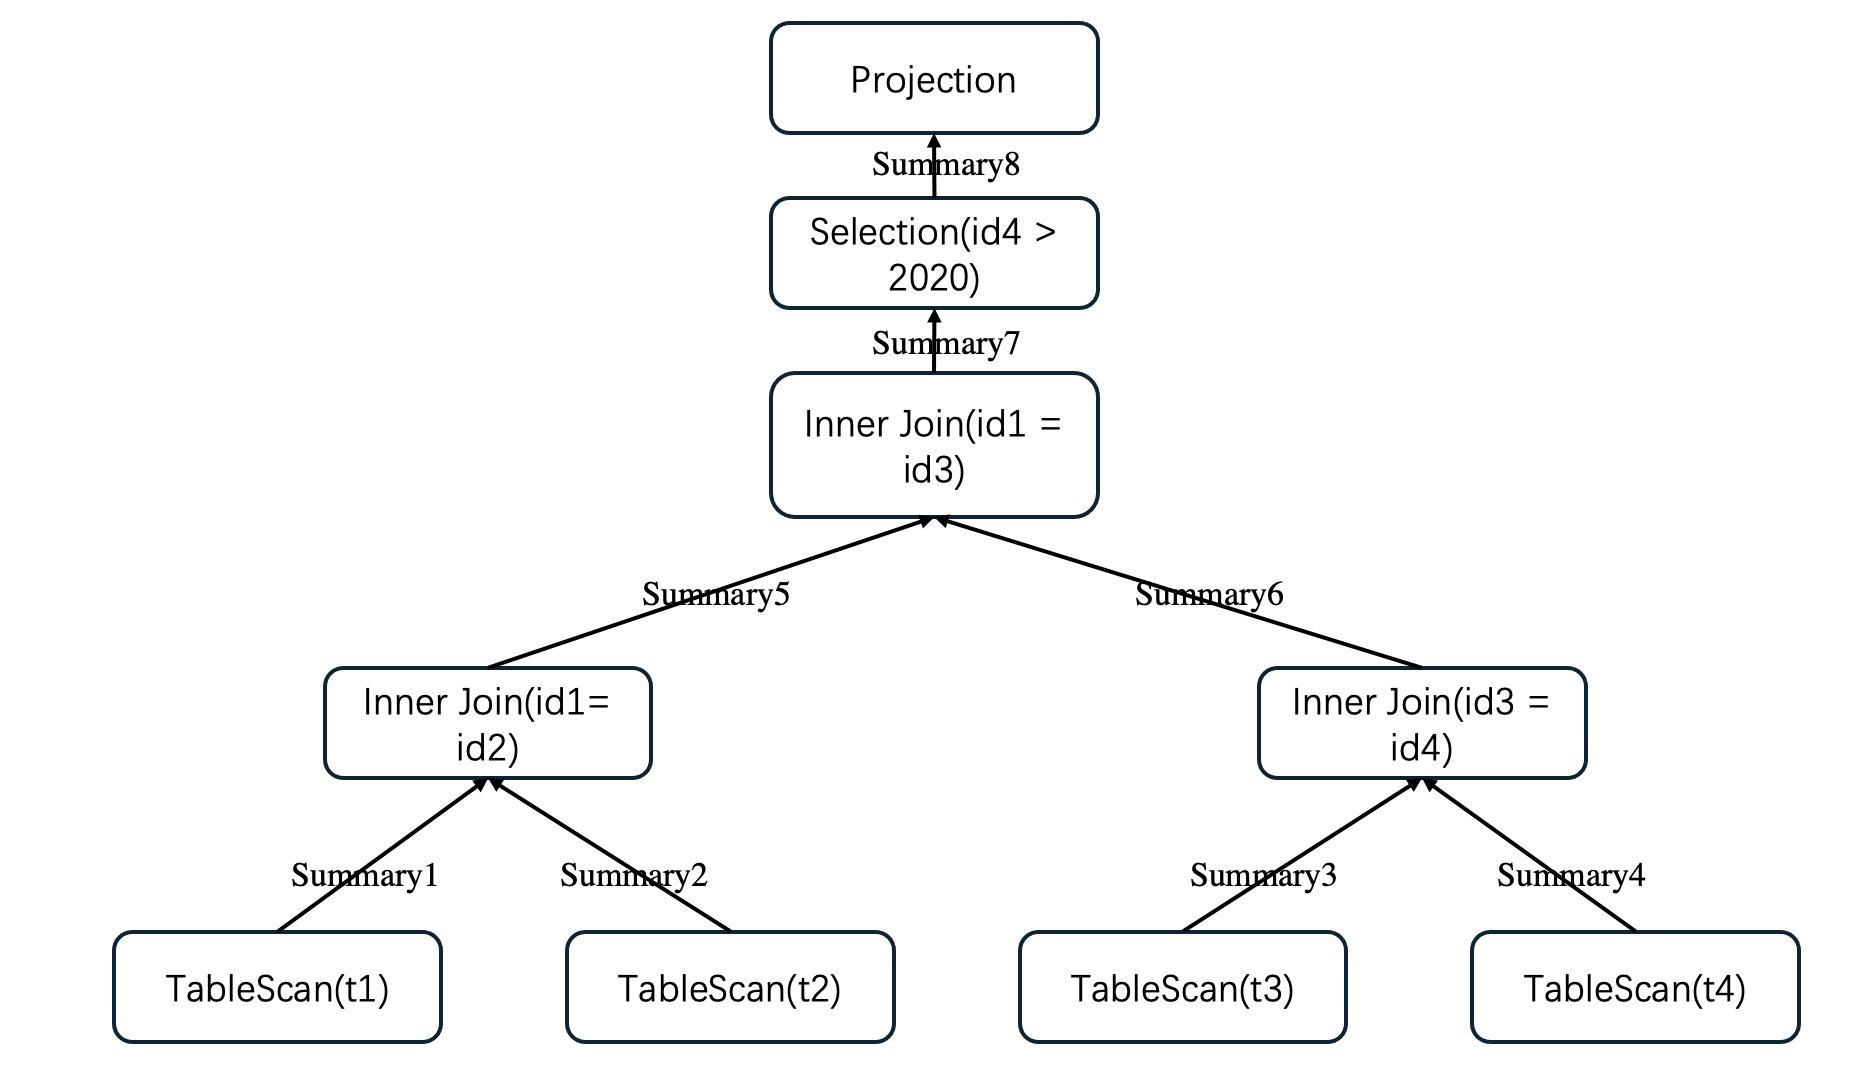 Projection
Summary8
Selection(id4 >
2020)
Summary7
Inner Join(id1 =
id3)
Summary5
Summary6
Inner Join(id1=
id2)
Inner Join(id3 =
id4)
Summary1
Summary2
Summary3
Summary4
TableScan(t1)
TableScan(t2)
TableScan(t3)
TableScan(t4)